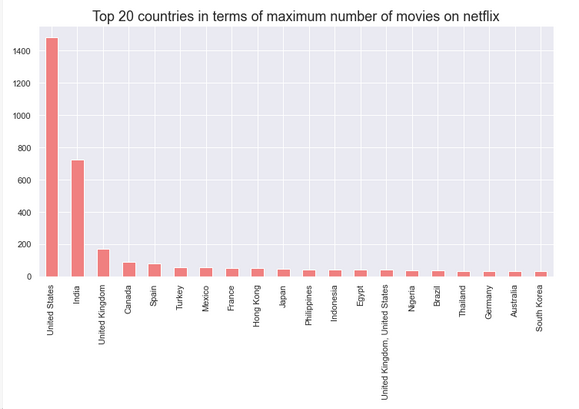 Top 20 countries in terms of maximum number of movies on netflix
1400
1200
1000
800
600
400
200
0
United States
India
United Kingdom
Canada
Spain
Turkey
Mexico
France
Hong Kong
Japan
Philippines
Indonesia
Egypt
United Kingdom, United States
Nigeria
Brazil
Thailand
Germany
Australia
South Korea